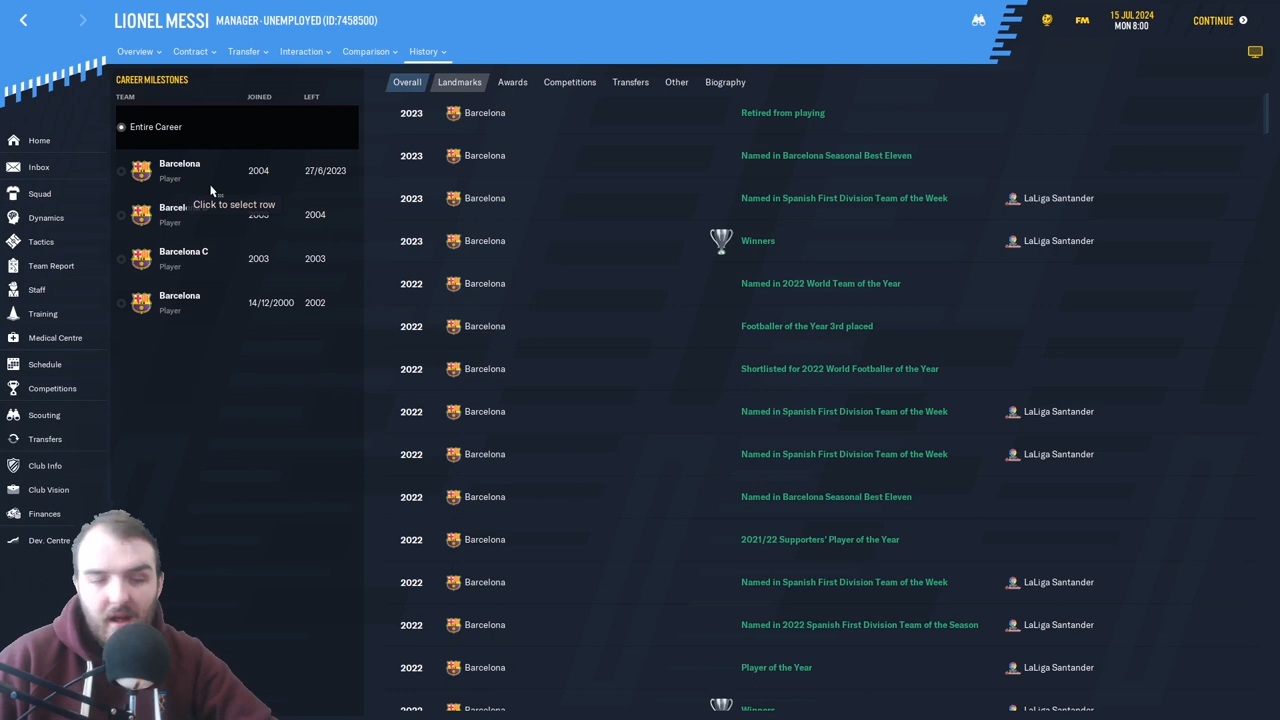 LIONEL MESSI MANAGER - UNEMPLOYED (ID:7458500)
FM
15 JUL 2024
MON 8:00
CONTINUE
Overview
Contract
Transfer
Interaction
Comparison
History
CAREER MILESTONES
TEAM JOINED LEFT
Entire Career
Barcelona
Player
2004 27/6/2023
Click to select row
Player
2004
Barcelona C
Player
2003 2003
Barcelona
Player
14/12/2000 2002
Home
Inbox
Squad
Dynamics
Tactics
Team Report
Staff
Training
Medical Centre
Schedule
Competitions
Scouting
Transfers
Club Info
Club Vision
Finances
Dev. Centre
Overall Landmarks Awards Competitions Transfers Other Biography
2023 Barcelona Retired from playing
2023 Barcelona Named in Barcelona Seasonal Best Eleven
2023 Barcelona Named in Spanish First Division Team of the Week LaLiga Santander
2023 Barcelona Winners LaLiga Santander
2022 Barcelona Named in 2022 World Team of the Year
2022 Barcelona Footballer of the Year 3rd placed
2022 Barcelona Shortlisted for 2022 World Footballer of the Year
2022 Barcelona Named in Spanish First Division Team of the Week LaLiga Santander
2022 Barcelona Named in Spanish First Division Team of the Week LaLiga Santander
2022 Barcelona Named in Barcelona Seasonal Best Eleven
2022 Barcelona 2021/22 Supporters' Player of the Year
2022 Barcelona Named in Spanish First Division Team of the Week LaLiga Santander
2022 Barcelona Named in 2022 Spanish First Division Team of the Season LaLiga Santander
2022 Barcelona Player of the Year
2022 Barcelona Winners LaLiga Santander